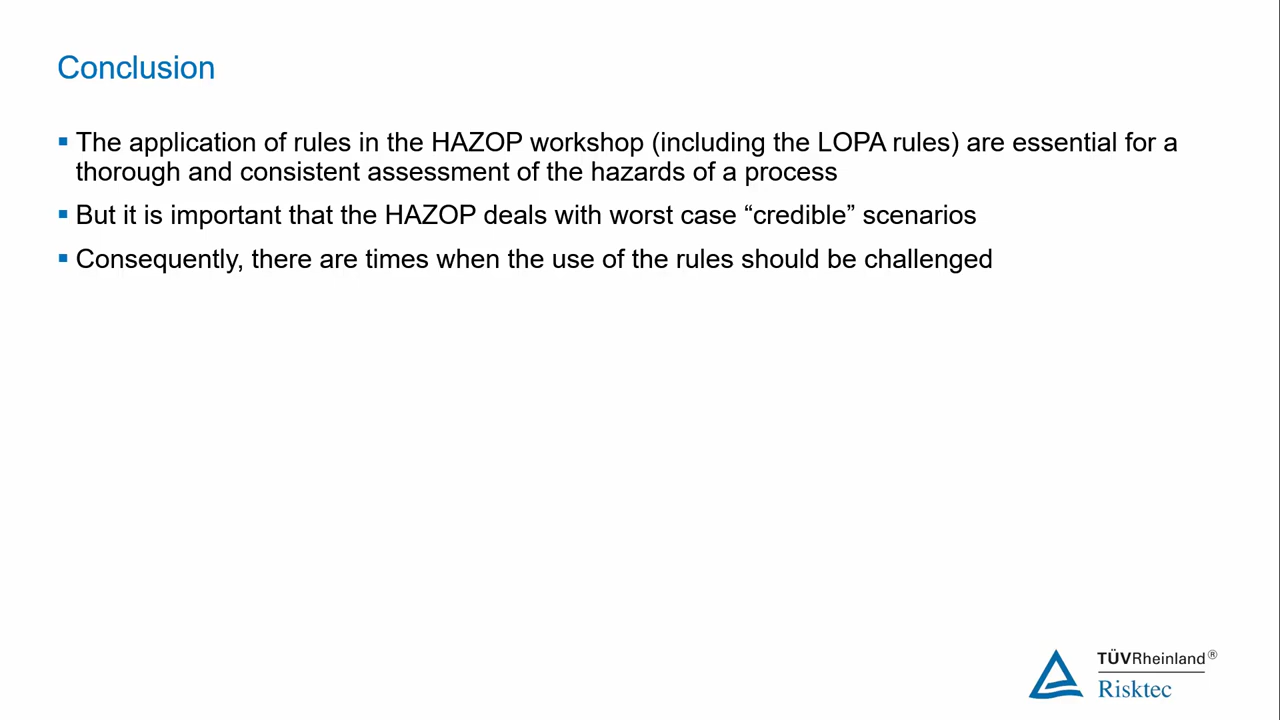 Conclusion
▪ The application of rules in the HAZOP workshop (including the LOPA rules) are essential for a
thorough and consistent assessment of the hazards of a process
▪ But it is important that the HAZOP deals with worst case “credible” scenarios
▪ Consequently, there are times when the use of the rules should be challenged
TÜVRheinland®
Risktec